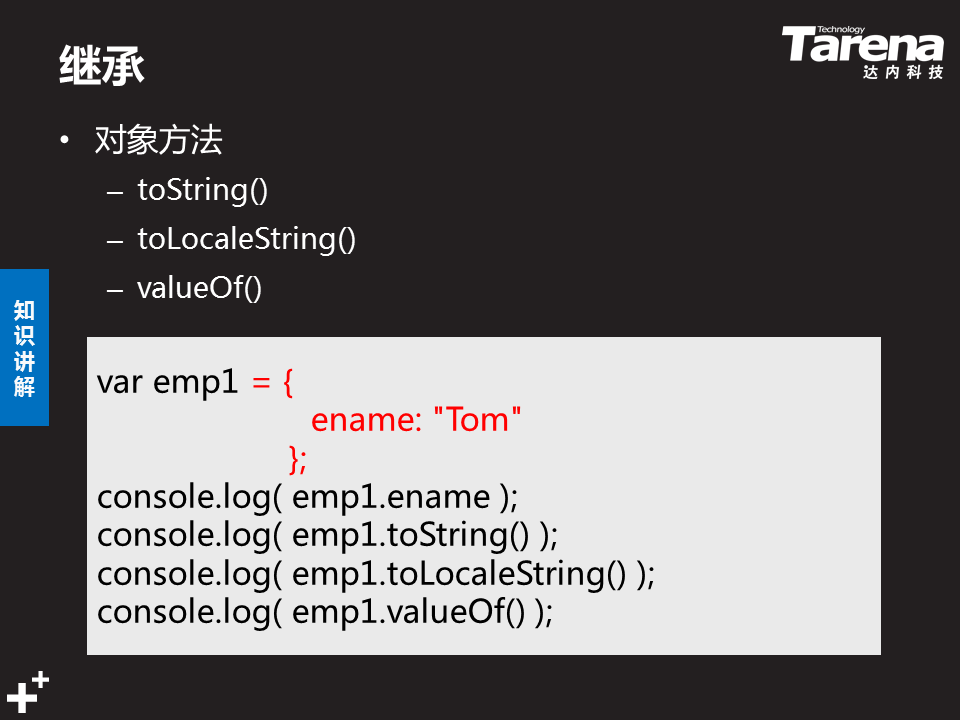 继承
Technology
Tarena
达内科技
• 对象方法
– toString()
– toLocaleString()
– valueOf()
知识讲解
var emp1 = {
ename: "Tom"
};
console.log( emp1.ename );
console.log( emp1.toString() );
console.log( emp1.toLocaleString() );
console.log( emp1.valueOf() );